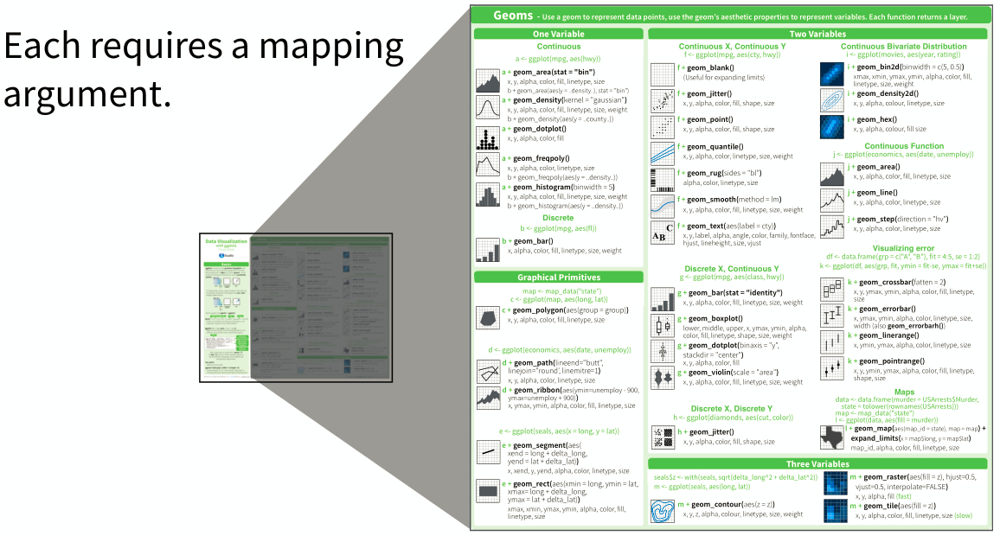 Each requires a mapping
argument.
Data Visualization
with ggplot
Studio
Basics
Geoms - Use a geom to represent data points, use the geom's aesthetic properties to represent variables. Each function returns a layer.
One Variable
Continuous
a <- ggplot(mpg, aes(hwy))
a + geom_area(stat = "bin")
x, y, alpha, color, fill, linetype, size
b + geom_area(aes(y = ..density..), stat = "bin")
a + geom_density(kernel = "gaussian")
x, y, alpha, color, fill, linetype, size, weight
b + geom_density(aes(y = ..county..))
a + geom_dotplot()
x, y, alpha, color, fill
a + geom_freqpoly()
x, y, alpha, color, linetype, size
b + geom_freqpoly(aes(y = ..density..))
a + geom_histogram(binwidth = 5)
x, y, alpha, color, fill, linetype, size, weight
b + geom_histogram(aes(y = ..density..))
Discrete
b <- ggplot(mpg, aes(fl))
b + geom_bar()
x, alpha, color, fill, linetype, size, weight
Graphical Primitives
map <- map_data("state")
c <- ggplot(map, aes(long, lat))
c + geom_polygon(aes(group = group))
x, y, alpha, color, fill, linetype, size
d <- ggplot(economics, aes(date, unemploy))
d + geom_path(lineend="butt",
linejoin="round', linemitre=1)
x, y, alpha, color, linetype, size
d + geom_ribbon(aes(ymin=unemploy - 900,
ymax=unemploy + 900))
x, ymax, ymin, alpha, color, fill, linetype, size
e <- ggplot(seals, aes(x = long, y = lat))
e + geom_segment(aes(
xend = long + delta_long,
yend = lat + delta_lat))
x, xend, y, yend, alpha, color, linetype, size
e + geom_rect(aes(xmin = long, ymin = lat,
xmax= long + delta_long,
ymax = lat + delta_lat))
xmax, xmin, ymax, ymin, alpha, color, fill,
linetype, size
Two Variables
Continuous X, Continuous Y
f <- ggplot(mpg, aes(cty, hwy))
f + geom_blank()
(Useful for expanding limits)
f + geom_jitter()
x, y, alpha, color, fill, shape, size
f + geom_point()
x, y, alpha, color, fill, shape, size
f + geom_quantile()
x, y, alpha, color, linetype, size, weight
f + geom_rug(sides = "bl")
alpha, color, linetype, size
f + geom_smooth(method = lm)
x, y, alpha, color, fill, linetype, size, weight
f + geom_text(aes(label = cty))
x, y, label, alpha, angle, color, family, fontface,
hjust, lineheight, size, vjust
A B C
Discrete X, Continuous Y
g <- ggplot(mpg, aes(class, hwy))
g + geom_bar(stat = "identity")
x, y, alpha, color, fill, linetype, size, weight
g + geom_boxplot()
lower, middle, upper, x, ymax, ymin, alpha,
color, fill, linetype, shape, size, weight
g + geom_dotplot(binaxis = "y",
stackdir = "center")
x, y, alpha, color, fill
g + geom_violin(scale = "area")
x, y, alpha, color, fill, linetype, size, weight
Discrete X, Discrete Y
h <- ggplot(diamonds, aes(cut, color))
h + geom_jitter()
x, y, alpha, color, fill, shape, size
Continuous Bivariate Distribution
i <- ggplot(movies, aes(year, rating))
i + geom_bin2d(binwidth = c(5, 0.5))
xmax, xmin, ymax, ymin, alpha, color, fill,
linetype, size, weight
i + geom_density2d()
x, y, alpha, colour, linetype, size
i + geom_hex()
x, y, alpha, colour, fill size
Continuous Function
j <- ggplot(economics, aes(date, unemploy))
j + geom_area()
x, y, alpha, color, fill, linetype, size
j + geom_line()
x, y, alpha, color, linetype, size
j + geom_step(direction = "hv")
x, y, alpha, color, linetype, size
Visualizing error
df <- data.frame(grp = c("A", "B"), fit = 4:5, se = 1:2)
k <- ggplot(df, aes(grp, fit, ymin = fit-se, ymax = fit+se))
k + geom_crossbar(fatten = 2)
x, y, ymax, ymin, alpha, color, fill, linetype,
size
k + geom_errorbar()
x, ymax, ymin, alpha, color, linetype, size,
width (also geom_errorbarh())
k + geom_linerange()
x, ymin, ymax, alpha, color, linetype, size
k + geom_pointrange()
x, y, ymin, ymax, alpha, color, fill, linetype,
shape, size
Maps
data <- data.frame(murder = USArrests$Murder,
state = tolower(rownames(USArrests)))
map <- map_data("state")
l <- ggplot(data, aes(fill = murder))
l + geom_map(aes(map_id = state), map = map) +
expand_limits(x = map$long, y = map$lat)
map_id, alpha, color, fill, linetype, size
Three Variables
seals$z <- with(seals, sqrt(delta_long^2 + delta_lat^2))
m <- ggplot(seals, aes(long, lat))
m + geom_contour(aes(z = z))
x, y, z, alpha, colour, linetype, size, weight
m + geom_raster(aes(fill = z), hjust=0.5,
vjust=0.5, interpolate=FALSE)
x, y, alpha, fill (fast)
m + geom_tile(aes(fill = z))
x, y, alpha, color, fill, linetype, size (slow)